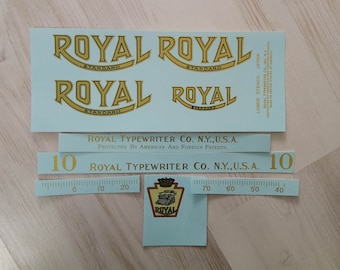 ROYAL ROYAL
STANDARD STANDARD
ROYAL ROYAL
STANDARD STANDARD
ROYAL TYPEWRITER CO. N.Y., U.S.A.
PROTECTED BY AMERICAN AND FOREIGN PATENTS.
10 ROYAL TYPEWRITER CO. N.Y., U.S.A. 10
0 10 20 70 60 50 40
ROYAL